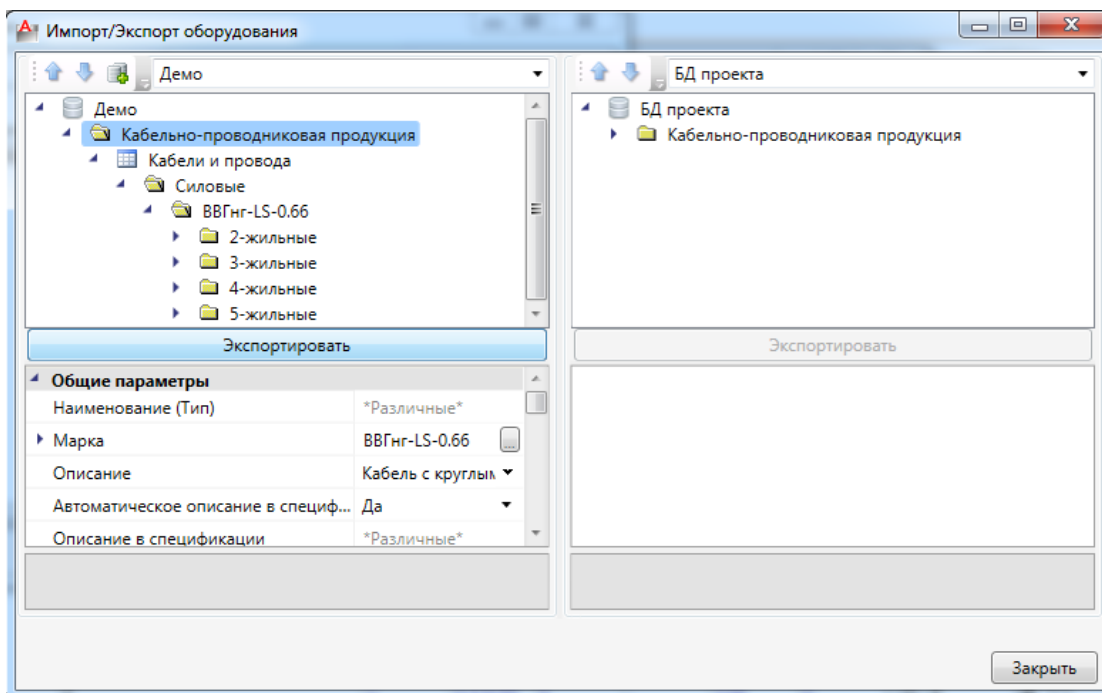 Импорт/Экспорт оборудования
Демо
БД проекта
Демо
Кабельно-проводниковая продукция
Кабели и провода
Силовые
ВВГнг-LS-0.66
2-жильные
3-жильные
4-жильные
5-жильные
БД проекта
Кабельно-проводниковая продукция
Экспортировать
Экспортировать
Общие параметры
Наименование (Тип) *Различные*
Марка ВВГнг-LS-0.66 ...
Описание Кабель с круглым
Автоматическое описание в специф... Да
Описание в спецификации *Различные*
Закрыть